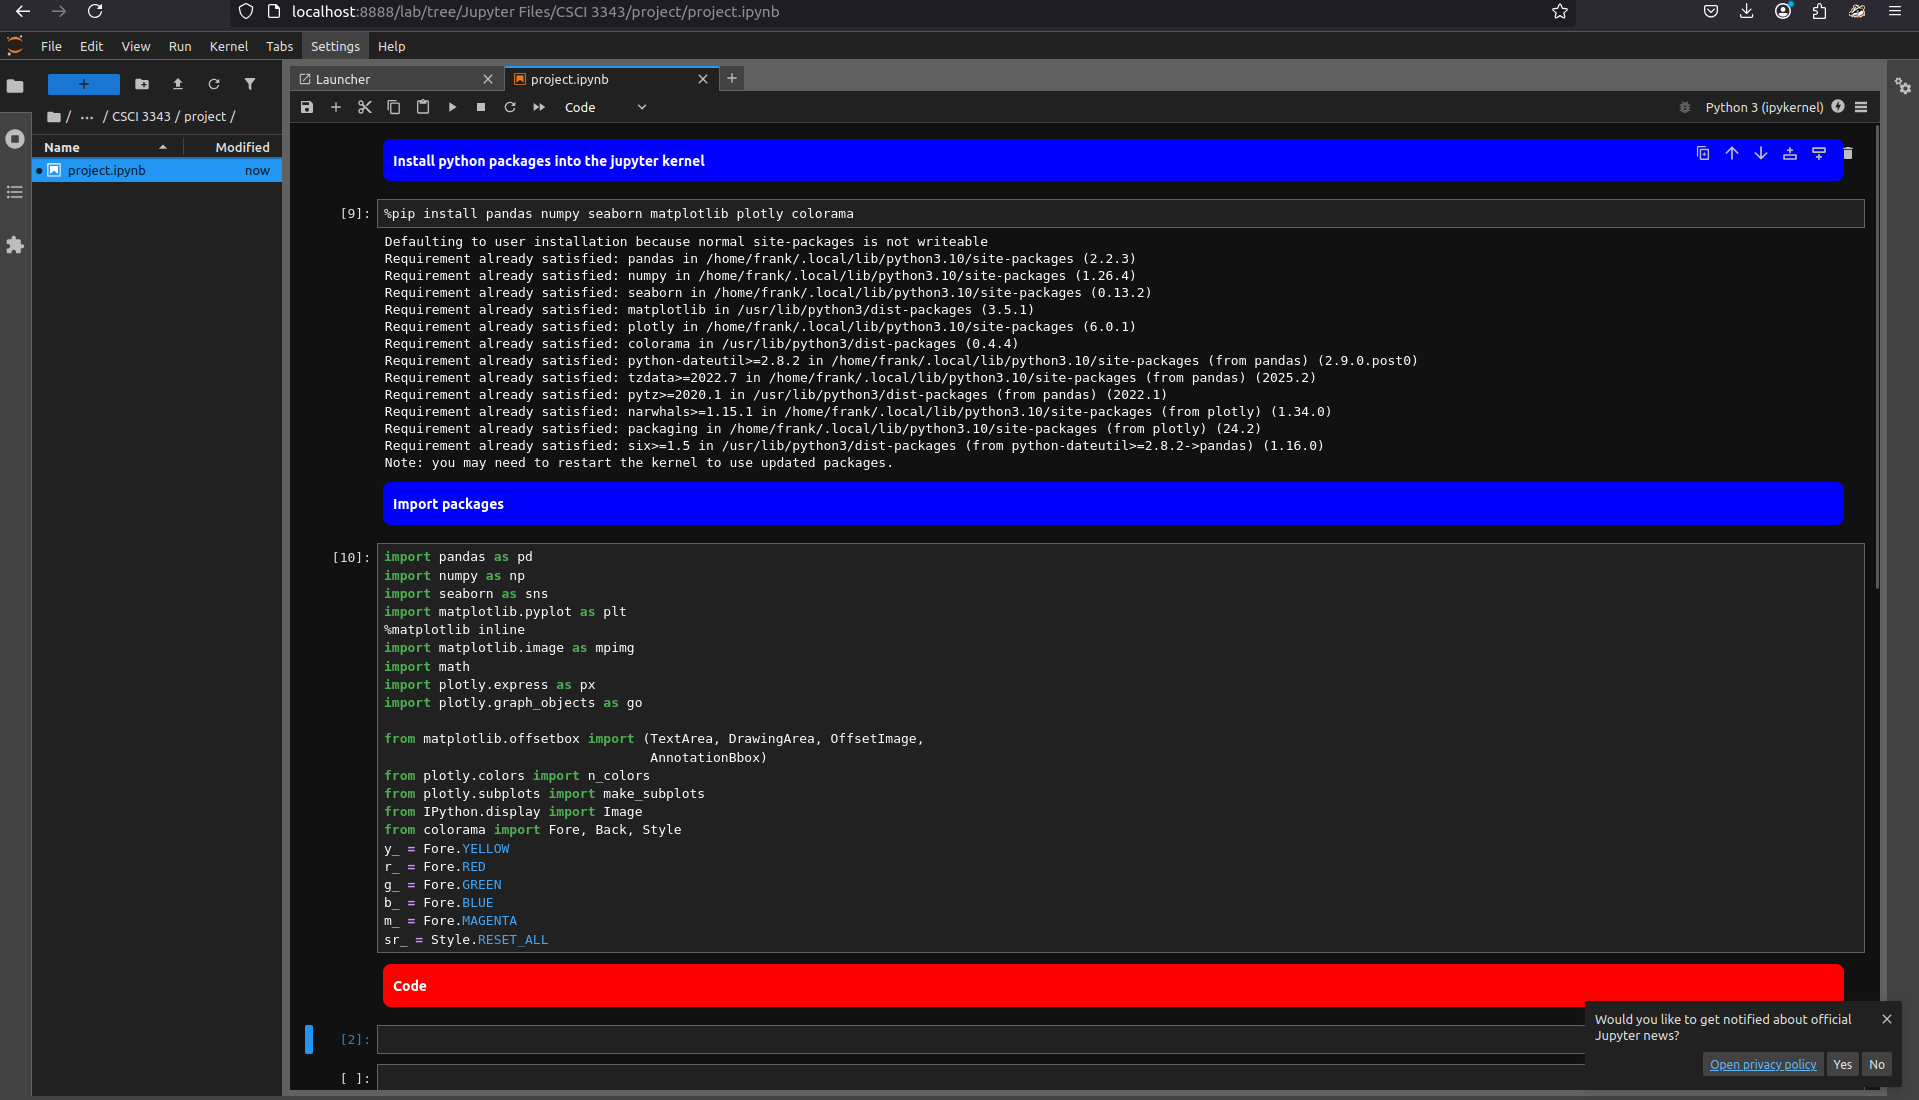 localhost:8888/lab/tree/Jupyter Files/CSCI 3343/project/project.ipynb
File Edit View Run Kernel Tabs Settings Help
+
/ ··· / CSCI 3343 / project /
Name Modified
project.ipynb now
Launcher
project.ipynb
Code
Python 3 (ipykernel)
Install python packages into the jupyter kernel
[9]: %pip install pandas numpy seaborn matplotlib plotly colorama
Defaulting to user installation because normal site-packages is not writeable
Requirement already satisfied: pandas in /home/frank/.local/lib/python3.10/site-packages (2.2.3)
Requirement already satisfied: numpy in /home/frank/.local/lib/python3.10/site-packages (1.26.4)
Requirement already satisfied: seaborn in /home/frank/.local/lib/python3.10/site-packages (0.13.2)
Requirement already satisfied: matplotlib in /usr/lib/python3/dist-packages (3.5.1)
Requirement already satisfied: plotly in /home/frank/.local/lib/python3.10/site-packages (6.0.1)
Requirement already satisfied: colorama in /usr/lib/python3/dist-packages (0.4.4)
Requirement already satisfied: python-dateutil>=2.8.2 in /home/frank/.local/lib/python3.10/site-packages (from pandas) (2.9.0.post0)
Requirement already satisfied: tzdata>=2022.7 in /home/frank/.local/lib/python3.10/site-packages (from pandas) (2025.2)
Requirement already satisfied: pytz>=2020.1 in /usr/lib/python3/dist-packages (from pandas) (2022.1)
Requirement already satisfied: narwhals>=1.15.1 in /home/frank/.local/lib/python3.10/site-packages (from plotly) (1.34.0)
Requirement already satisfied: packaging in /home/frank/.local/lib/python3.10/site-packages (from plotly) (24.2)
Requirement already satisfied: six>=1.5 in /usr/lib/python3/dist-packages (from python-dateutil>=2.8.2->pandas) (1.16.0)
Note: you may need to restart the kernel to use updated packages.
Import packages
[10]: import pandas as pd
import numpy as np
import seaborn as sns
import matplotlib.pyplot as plt
%matplotlib inline
import matplotlib.image as mpimg
import math
import plotly.express as px
import plotly.graph_objects as go
from matplotlib.offsetbox import (TextArea, DrawingArea, OffsetImage,
AnnotationBbox)
from plotly.colors import n_colors
from plotly.subplots import make_subplots
from IPython.display import Image
from colorama import Fore, Back, Style
y_ = Fore.YELLOW
r_ = Fore.RED
g_ = Fore.GREEN
b_ = Fore.BLUE
m_ = Fore.MAGENTA
sr_ = Style.RESET_ALL
Code
[2]:
[ ]:
Would you like to get notified about official
Jupyter news?
Open privacy policy Yes No